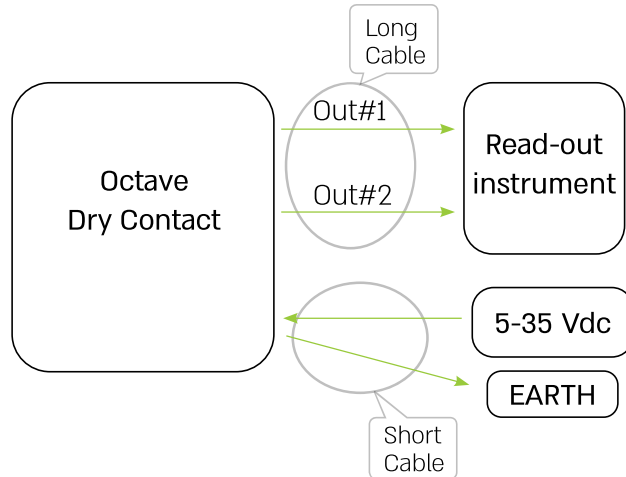 Long
Cable
Out#1
Read-out
instrument
Octave
Dry Contact
Out#2
5-35 Vdc
EARTH
Short
Cable